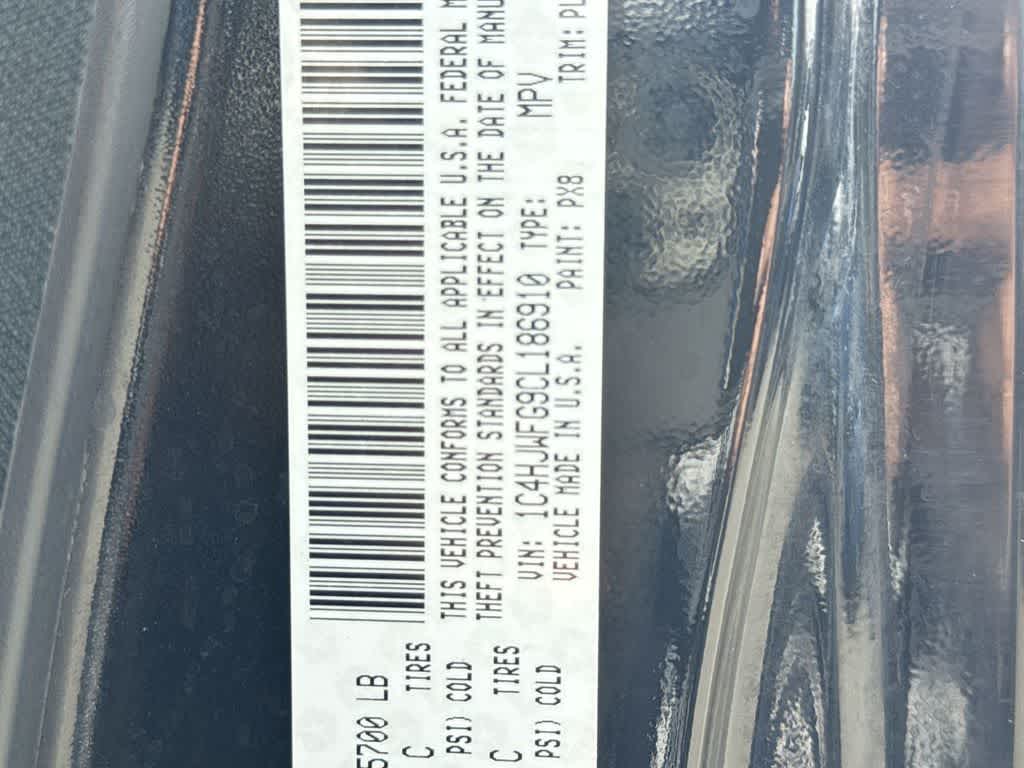 5700 LB
C TIRES
PSI) COLD
C TIRES
PSI) COLD
THIS VEHICLE CONFORMS TO ALL APPLICABLE U.S.A. FEDERAL M
THEFT PREVENTION STANDARDS IN EFFECT ON THE DATE OF MANU
VIN: 1C4HJWFG9CL186910 TYPE: MPV
VEHICLE MADE IN U.S.A. PAINT: PX8 TRIM: PL